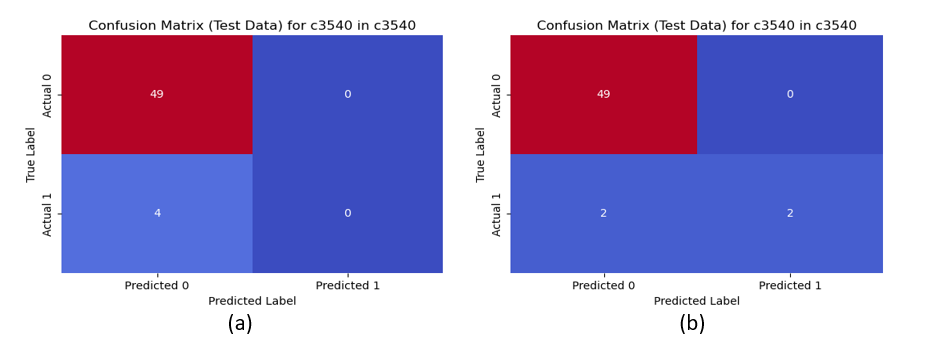 Confusion Matrix (Test Data) for c3540 in c3540
Actual 0
Actual 1
True Label
49
0
4
0
Predicted 0
Predicted 1
Predicted Label
(a)
Confusion Matrix (Test Data) for c3540 in c3540
Actual 0
Actual 1
True Label
49
0
2
2
Predicted 0
Predicted 1
Predicted Label
(b)